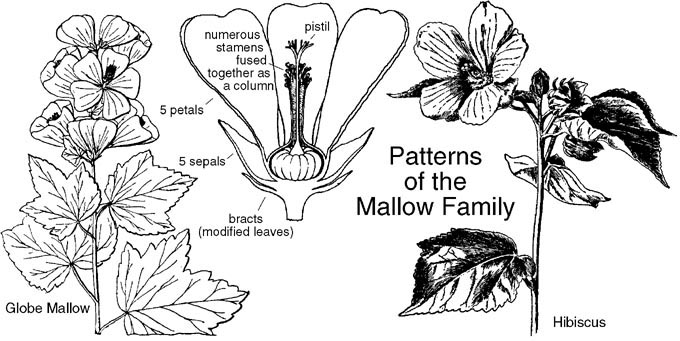 pistil
numerous
stamens
fused
together as
a column
5 petals
5 sepals
bracts
(modified leaves)
Patterns
of the
Mallow Family
Globe Mallow
Hibiscus